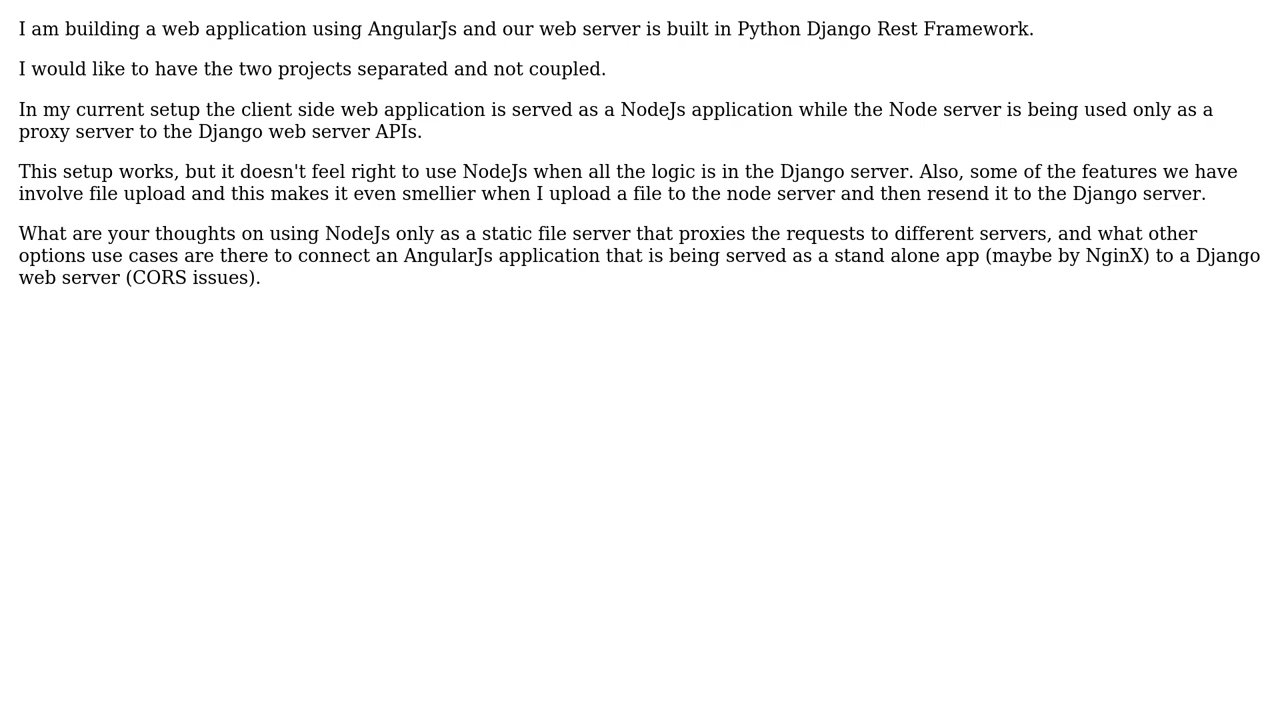 I am building a web application using AngularJs and our web server is built in Python Django Rest Framework.
I would like to have the two projects separated and not coupled.
In my current setup the client side web application is served as a NodeJs application while the Node server is being used only as a
proxy server to the Django web server APIs.
This setup works, but it doesn't feel right to use NodeJs when all the logic is in the Django server. Also, some of the features we have
involve file upload and this makes it even smellier when I upload a file to the node server and then resend it to the Django server.
What are your thoughts on using NodeJs only as a static file server that proxies the requests to different servers, and what other
options use cases are there to connect an AngularJs application that is being served as a stand alone app (maybe by NginX) to a Django
web server (CORS issues).